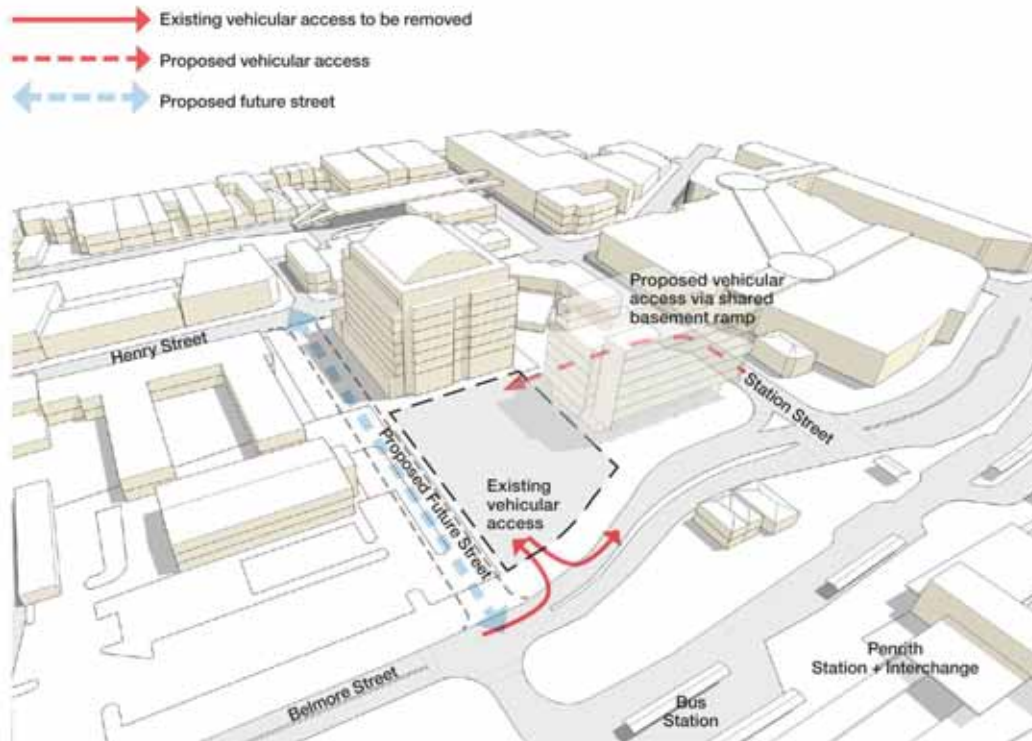 Existing vehicular access to be removed
Proposed vehicular access
Proposed future street
Proposed vehicular
access via shared
basement ramp
Henry Street
Station Street
Proposed Future Street
Existing
vehicular
access
Belmore Street
Penrith
Station + Interchange
Bus
Station